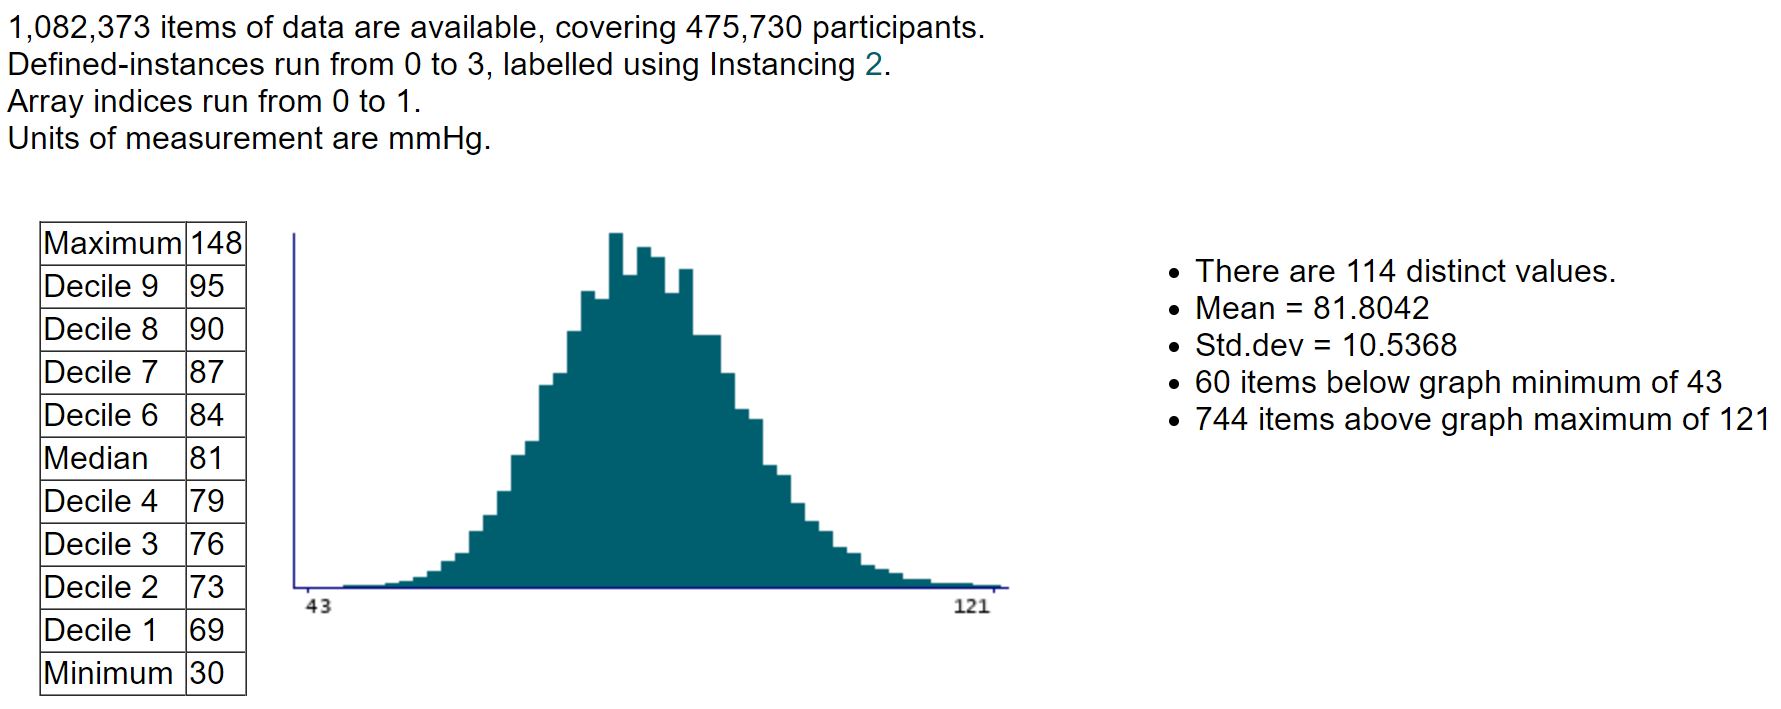 1,082,373 items of data are available, covering 475,730 participants.
Defined-instances run from 0 to 3, labelled using Instancing 2.
Array indices run from 0 to 1.
Units of measurement are mmHg.
Maximum 148
Decile 9 95
Decile 8 90
Decile 7 87
Decile 6 84
Median 81
Decile 4 79
Decile 3 76
Decile 2 73
Decile 1 69
Minimum 30
43 121
• There are 114 distinct values.
• Mean = 81.8042
• Std.dev = 10.5368
• 60 items below graph minimum of 43
• 744 items above graph maximum of 121